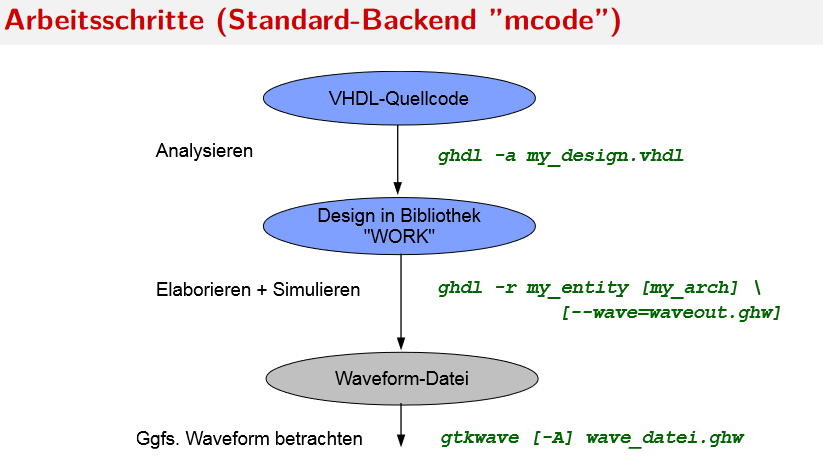 Arbeitsschritte (Standard-Backend "mcode")
VHDL-Quellcode
Analysieren
ghdl -a my_design.vhdl
Design in Bibliothek
"WORK"
Elaborieren + Simulieren
ghdl -r my_entity [my_arch] \
[--wave=waveout.ghw]
Waveform-Datei
Ggfs. Waveform betrachten
gtkwave [-A] wave_datei.ghw